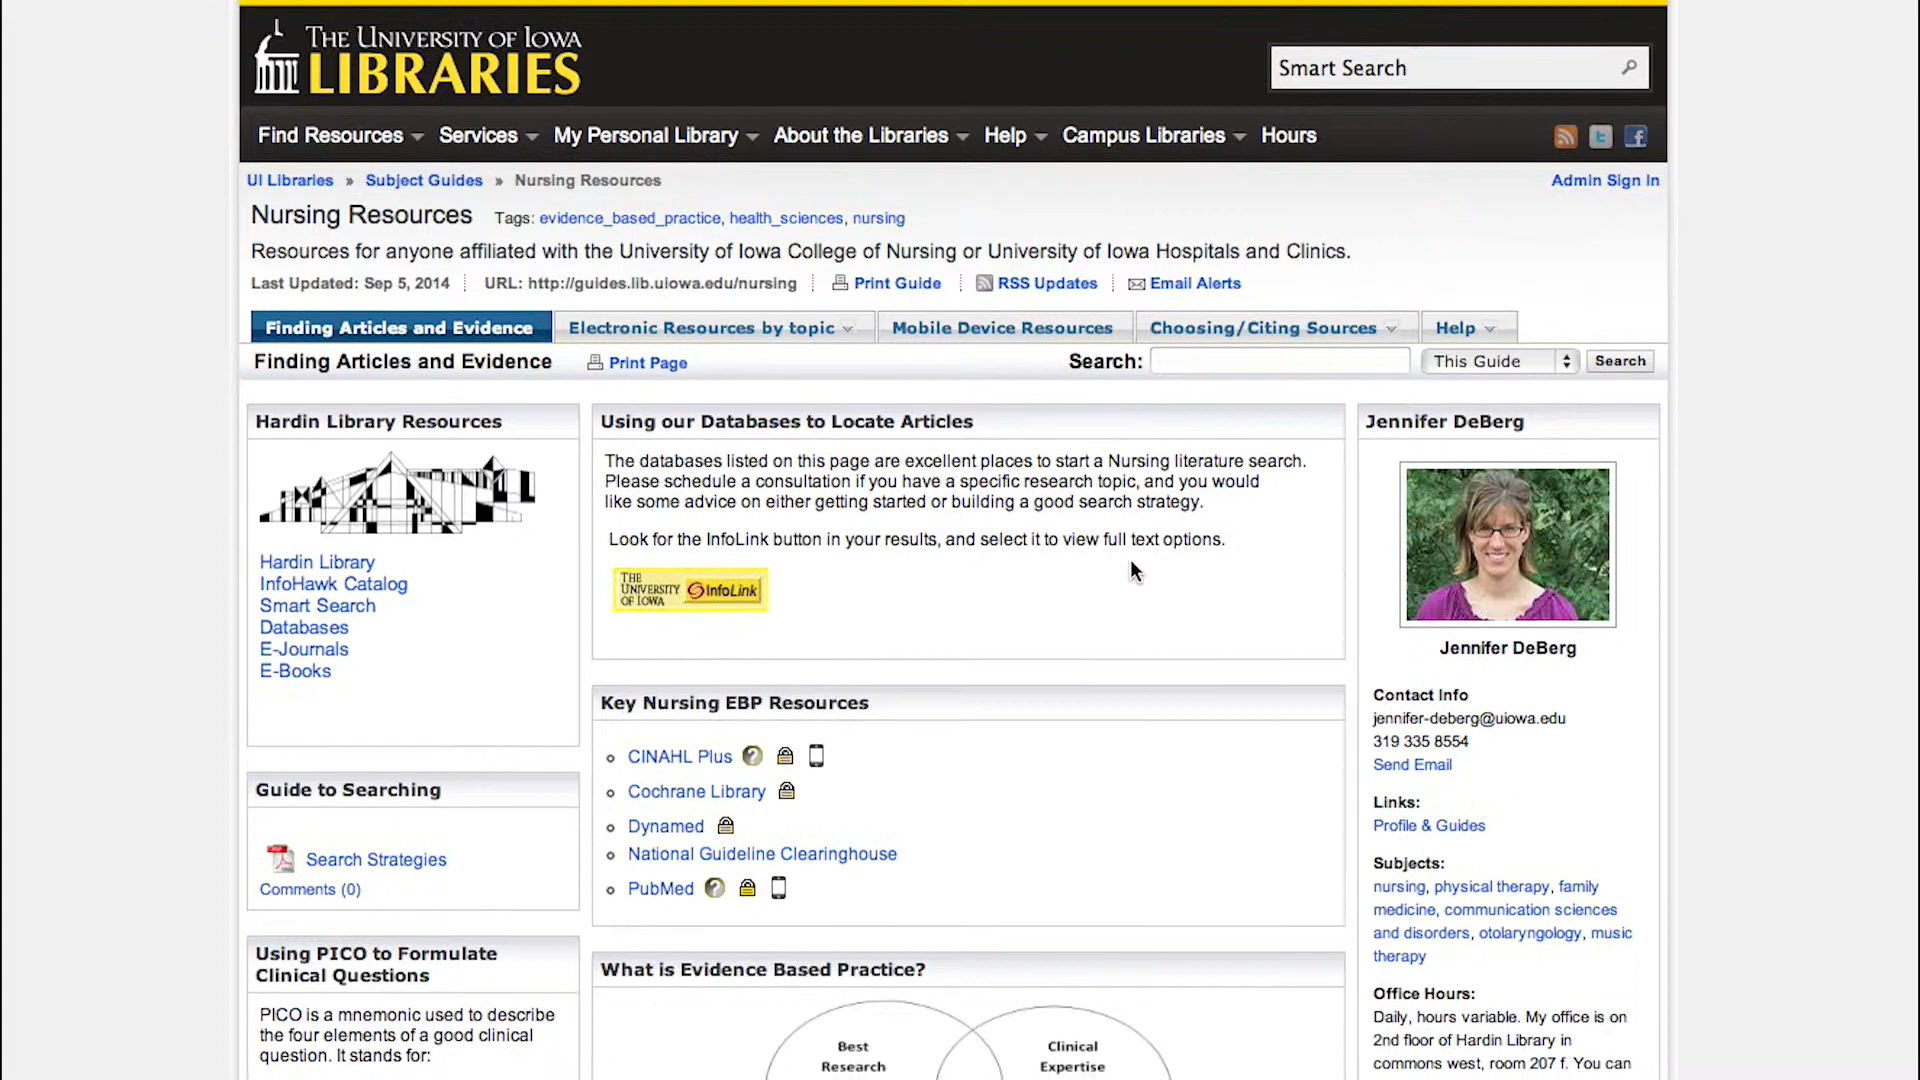 THE UNIVERSITY OF IOWA
LIBRARIES
Smart Search
Find Resources Services My Personal Library About the Libraries Help Campus Libraries Hours
UI Libraries » Subject Guides » Nursing Resources Admin Sign In
Nursing Resources Tags: evidence_based_practice, health_sciences, nursing
Resources for anyone affiliated with the University of Iowa College of Nursing or University of Iowa Hospitals and Clinics.
Last Updated: Sep 5, 2014 URL: http://guides.lib.uiowa.edu/nursing Print Guide RSS Updates Email Alerts
Finding Articles and Evidence Electronic Resources by topic Mobile Device Resources Choosing/Citing Sources Help
Finding Articles and Evidence Print Page Search: This Guide Search
Hardin Library Resources
Hardin Library
InfoHawk Catalog
Smart Search
Databases
E-Journals
E-Books
Guide to Searching
PDF
Search Strategies
Comments (0)
Using PICO to Formulate
Clinical Questions
PICO is a mnemonic used to describe
the four elements of a good clinical
question. It stands for:
Using our Databases to Locate Articles
The databases listed on this page are excellent places to start a Nursing literature search.
Please schedule a consultation if you have a specific research topic, and you would
like some advice on either getting started or building a good search strategy.
Look for the InfoLink button in your results, and select it to view full text options.
THE
UNIVERSITY
OF IOWA
InfoLink
Key Nursing EBP Resources
CINAHL Plus
Cochrane Library
Dynamed
National Guideline Clearinghouse
PubMed
What is Evidence Based Practice?
Best
Research
Clinical
Expertise
Jennifer DeBerg
Jennifer DeBerg
Contact Info
jennifer-deberg@uiowa.edu
319 335 8554
Send Email
Links:
Profile & Guides
Subjects:
nursing, physical therapy, family
medicine, communication sciences
and disorders, otolaryngology, music
therapy
Office Hours:
Daily, hours variable. My office is on
2nd floor of Hardin Library in
commons west, room 207 f. You can